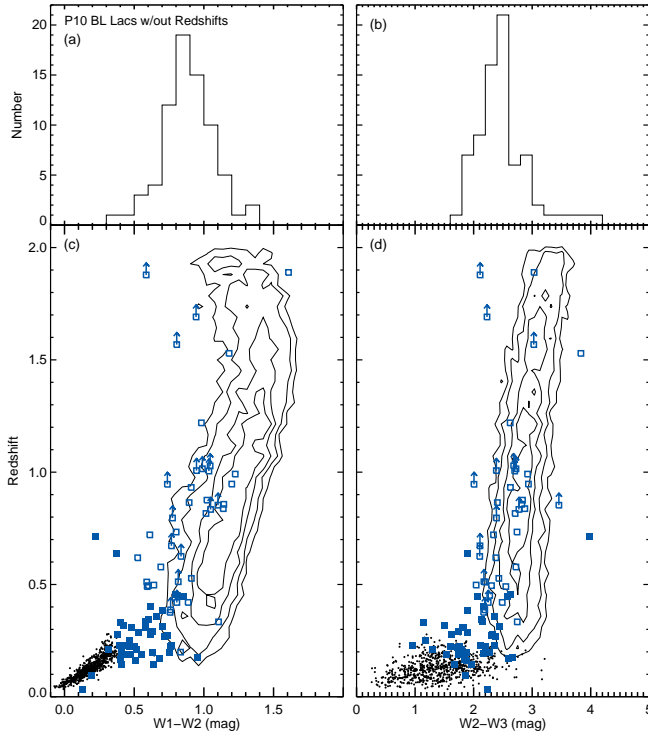 P10 BL Lacs w/out Redshifts
(a)
(b)
20
15
10
5
0
Number
(c)
(d)
2.0
1.5
1.0
0.5
0.0
Redshift
0.0 0.5 1.0 1.5
0 1 2 3 4 5
W1−W2 (mag)
W2−W3 (mag)